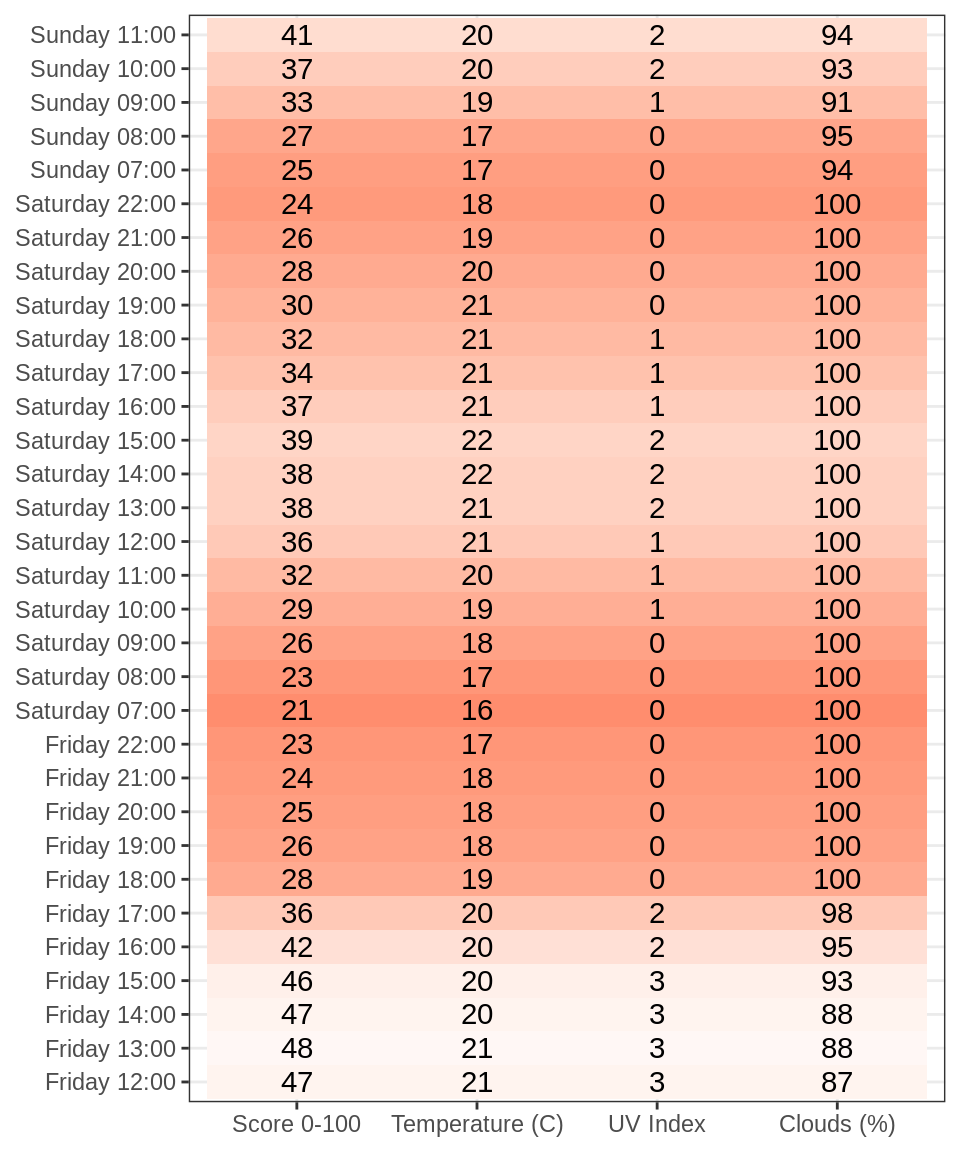 Sunday 11:00 41 20 2 94
Sunday 10:00 37 20 2 93
Sunday 09:00 33 19 1 91
Sunday 08:00 27 17 0 95
Sunday 07:00 25 17 0 94
Saturday 22:00 24 18 0 100
Saturday 21:00 26 19 0 100
Saturday 20:00 28 20 0 100
Saturday 19:00 30 21 0 100
Saturday 18:00 32 21 1 100
Saturday 17:00 34 21 1 100
Saturday 16:00 37 21 1 100
Saturday 15:00 39 22 2 100
Saturday 14:00 38 22 2 100
Saturday 13:00 38 21 2 100
Saturday 12:00 36 21 1 100
Saturday 11:00 32 20 1 100
Saturday 10:00 29 19 1 100
Saturday 09:00 26 18 0 100
Saturday 08:00 23 17 0 100
Saturday 07:00 21 16 0 100
Friday 22:00 23 17 0 100
Friday 21:00 24 18 0 100
Friday 20:00 25 18 0 100
Friday 19:00 26 18 0 100
Friday 18:00 28 19 0 100
Friday 17:00 36 20 2 98
Friday 16:00 42 20 2 95
Friday 15:00 46 20 3 93
Friday 14:00 47 20 3 88
Friday 13:00 48 21 3 88
Friday 12:00 47 21 3 87
Score 0-100 Temperature (C) UV Index Clouds (%)